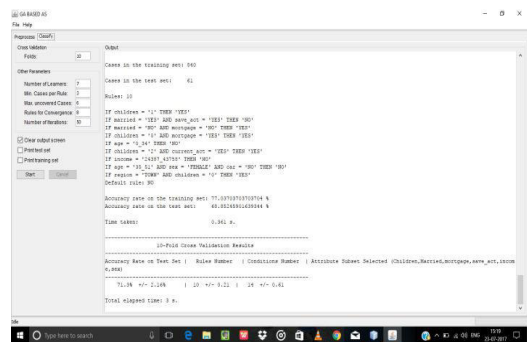 GA BASED AS
File Help
Preprocess Classify
Cross Validation
Folds: 10
Other Parameters
Number of Learners: 7
Min. Cases per Rule: 2
Max. uncovered Cases: 6
Rules for Convergence: 6
Number of Iterations: 50
Clear output screen
Print test set
Print training set
Start Cancel
Output
Cases in the training set: 540
Cases in the test set: 61
Rules: 10
IF children = '1' THEN 'YES'
IF married = 'YES' AND save_act = 'YES' THEN 'NO'
IF married = 'NO' AND mortgage = 'NO' THEN 'YES'
IF children = '0' AND mortgage = 'YES' THEN 'YES'
IF age = '0_34' THEN 'NO'
IF children = '2' AND current_act = 'YES' THEN 'YES'
IF income = '24387_43758' THEN 'NO'
IF age = '35_51' AND sex = 'FEMALE' AND car = 'NO' THEN 'NO'
IF region = 'TOWN' AND children = '0' THEN 'YES'
Default rule: NO
Accuracy rate on the training set: 77.03703703703704 %
Accuracy rate on the test set: 68.85245901639344 %
Time taken: 0.361 s.
10-Fold Cross Validation Results
Accuracy Rate on Test Set | Rules Number | Conditions Number | Attribute Subset Selected (Children,Married,mortgage,save_act,incom
e,sex)
71.3% +/- 2.16% | 10 +/- 0.21 | 14 +/- 0.61
Total elapsed time: 3 s.
Idle
Type here to search
ENG
15:19
23-07-2017